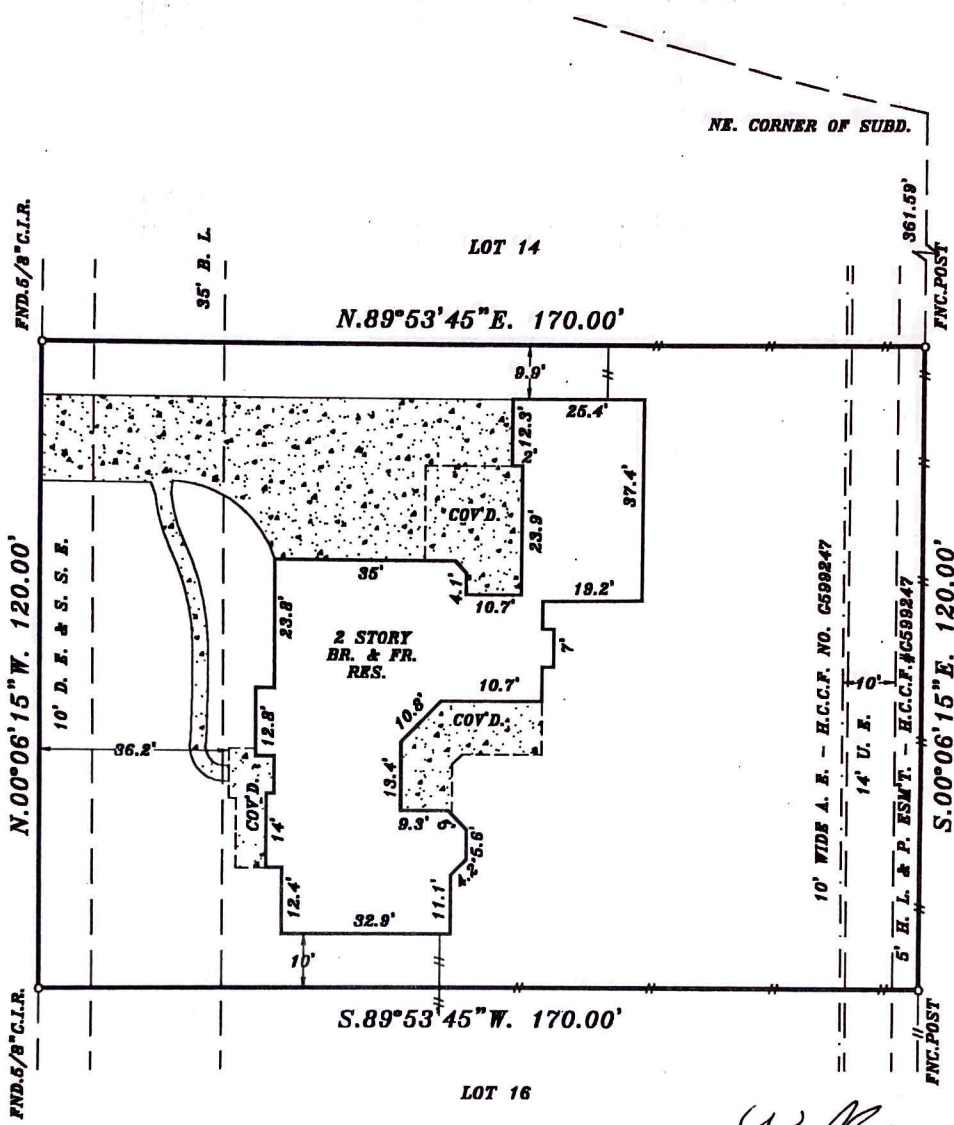 NE. CORNER OF SUBD.
361.59'
FND.5/8"C.I.R.
35' B. L.
LOT 14
FNC.POST
N.89°53'45"E. 170.00'
9.9'
25.4'
12.3'
2'
37.4'
COV'D.
23.9'
35'
4.1'
10.7'
19.2'
N.00°06'15"W. 120.00'
10' D. E. & S. S. E.
23.8'
2 STORY
BR. & FR.
RES.
7'
10.7'
10.8'
COV'D.
12.8'
36.2'
13.4'
COV'D.
14'
9.3'
5.6'
4.2'
12.4'
11.1'
32.9'
10'
10' WIDE A. E. - H.C.C.F. NO. C599247
10'
14' U. E.
5' H. L. & P. ESM'T. - H.C.C.F.#C599247
S.00°06'15"E. 120.00'
FND.5/8"C.I.R.
S.89°53'45"W. 170.00'
FNC.POST
LOT 16